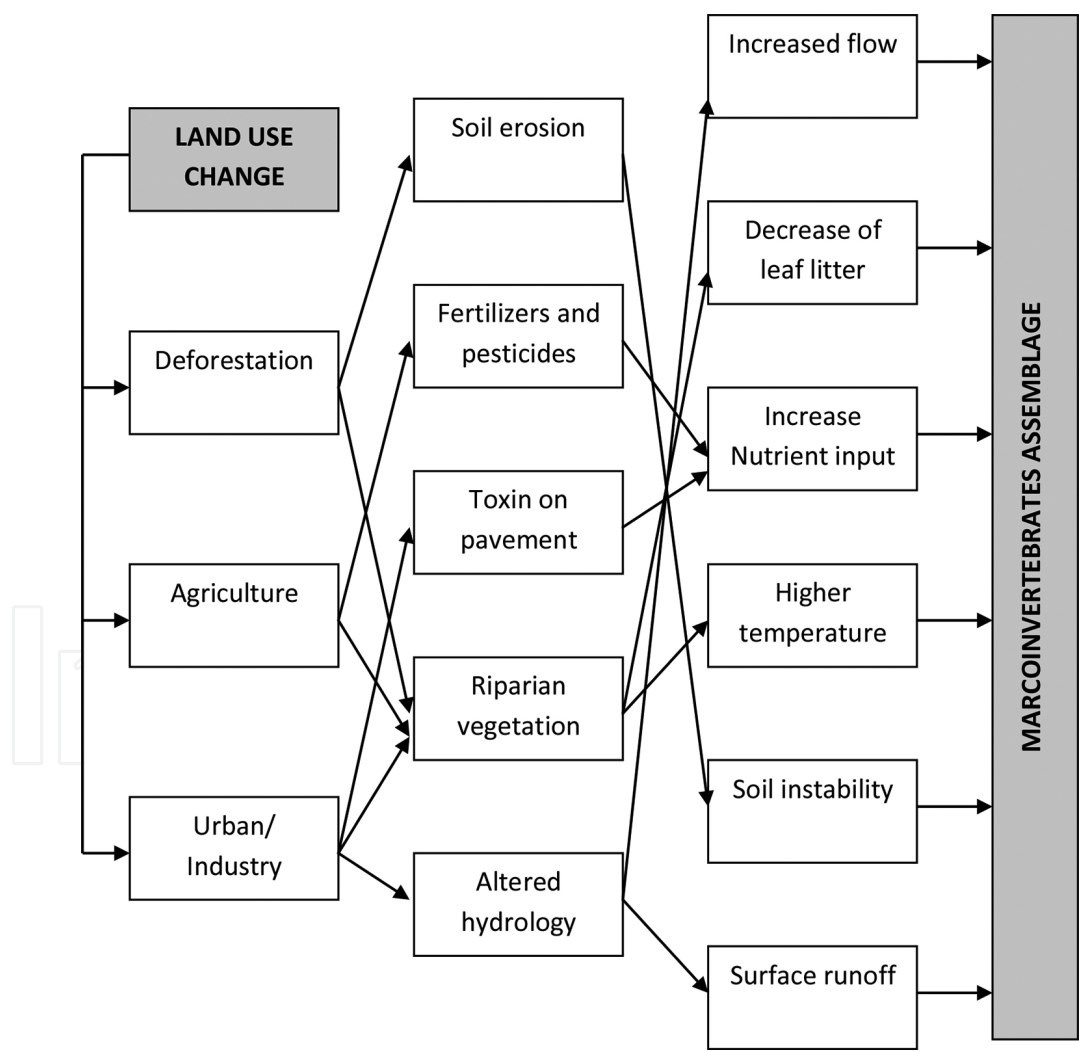 LAND USE
CHANGE
Deforestation
Agriculture
Urban/
Industry
Soil erosion
Fertilizers and
pesticides
Toxin on
pavement
Riparian
vegetation
Altered
hydrology
Increased flow
Decrease of
leaf litter
Increase
Nutrient input
Higher
temperature
Soil instability
Surface runoff
MARCOINVERTEBRATES ASSEMBLAGE